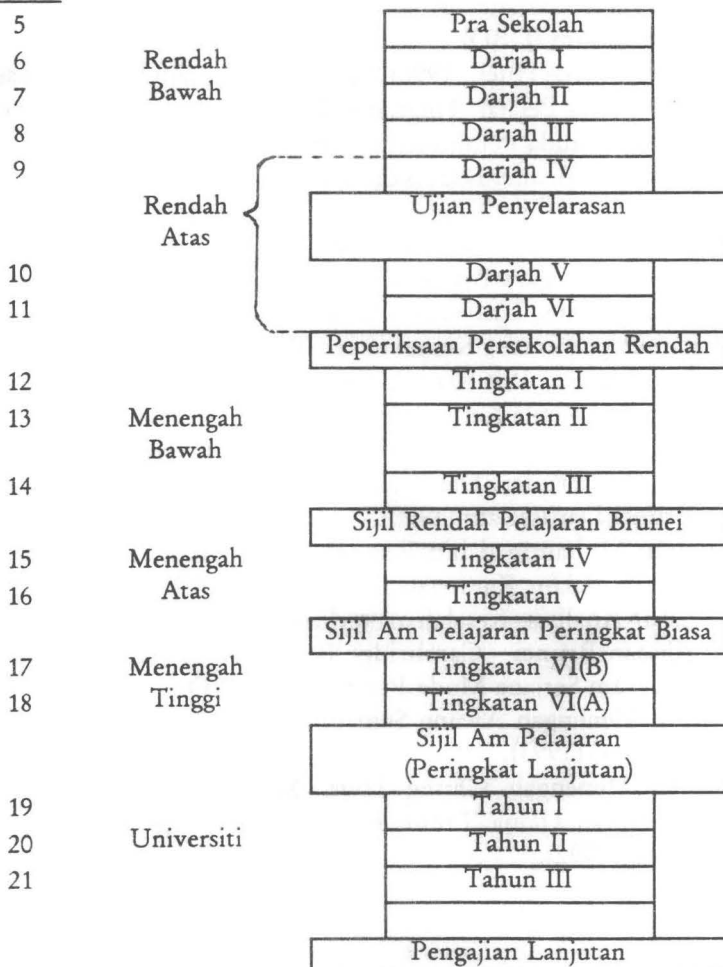 5 Pra Sekolah
6 Rendah Darjah I
7 Bawah Darjah II
8 Darjah III
9 Darjah IV
Rendah Ujian Penyelarasan
Atas
10 Darjah V
11 Darjah VI
Peperiksaan Persekolahan Rendah
12 Tingkatan I
13 Menengah Tingkatan II
Bawah
14 Tingkatan III
Sijil Rendah Pelajaran Brunei
15 Menengah Tingkatan IV
16 Atas Tingkatan V
Sijil Am Pelajaran Peringkat Biasa
17 Menengah Tingkatan VI(B)
18 Tinggi Tingkatan VI(A)
Sijil Am Pelajaran
(Peringkat Lanjutan)
19 Tahun I
20 Universiti Tahun II
21 Tahun III
Pengajian Lanjutan